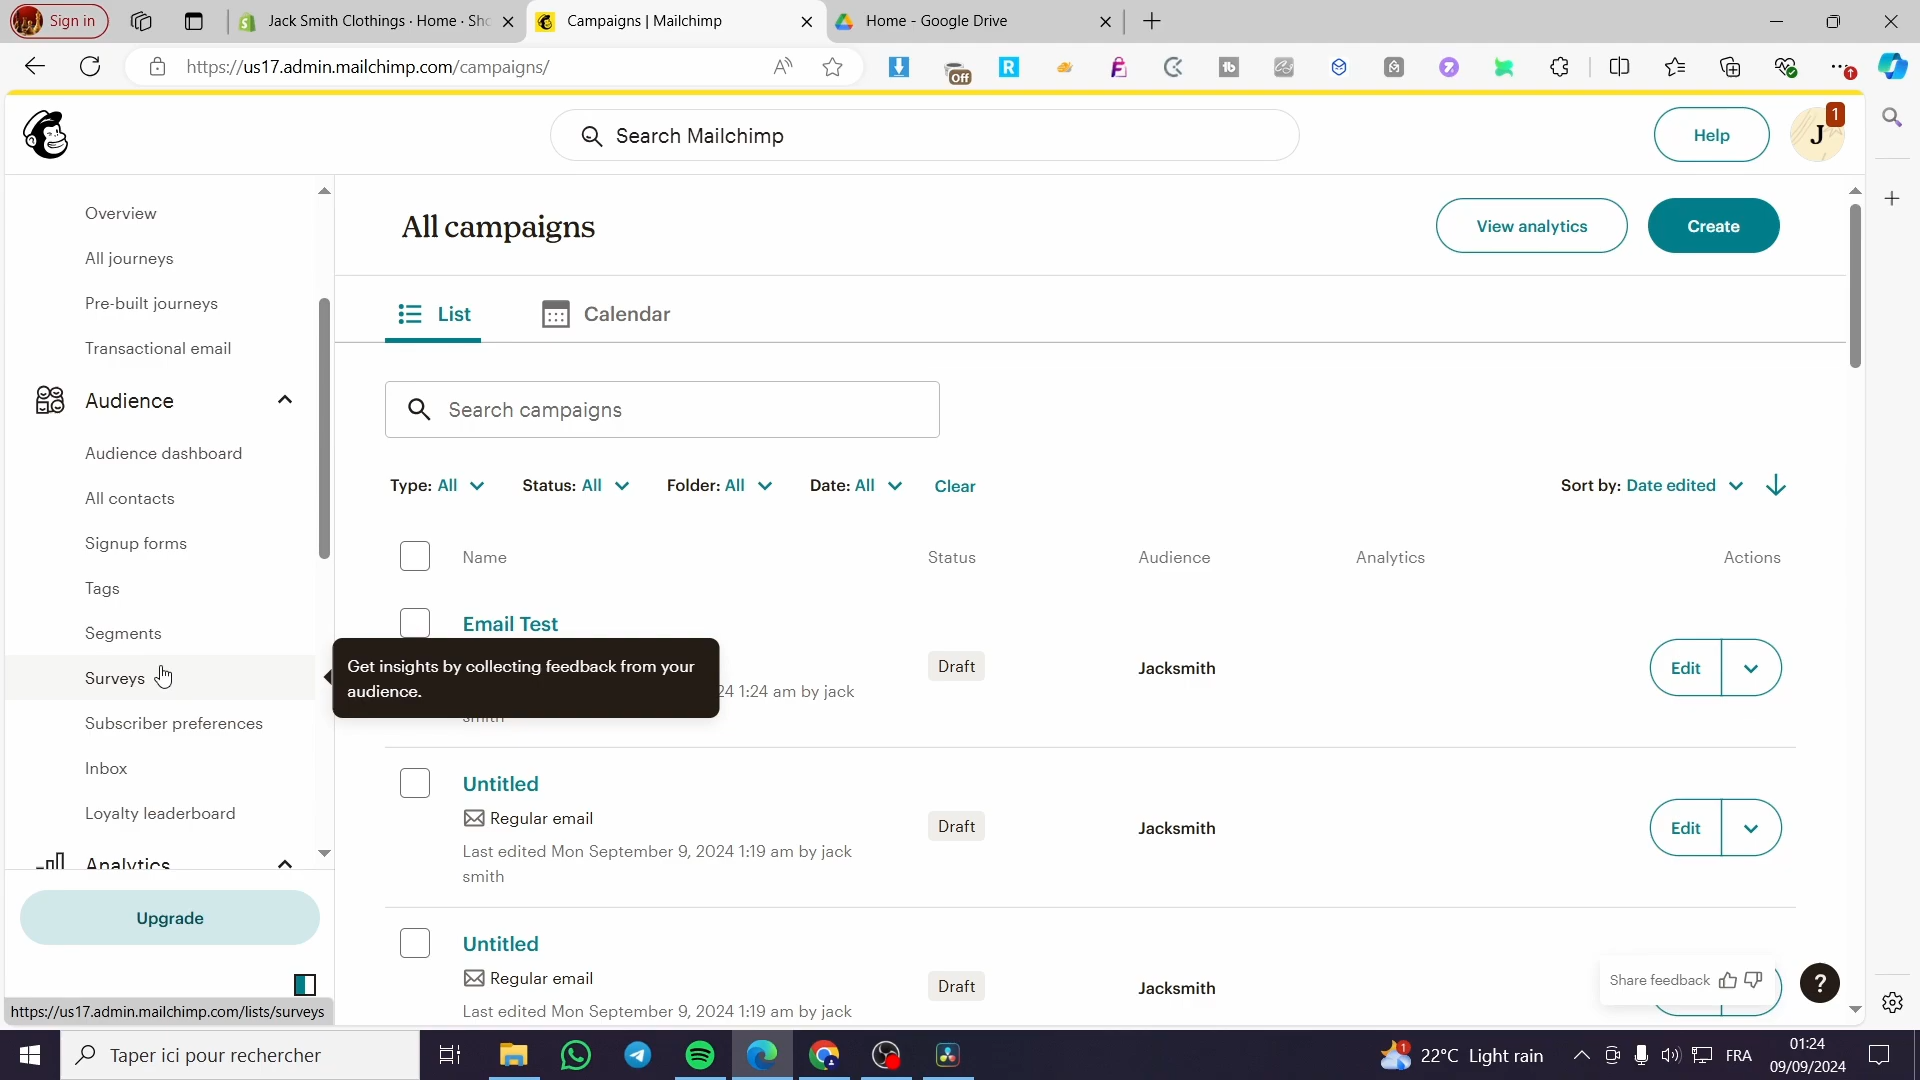 Sign in
Jack Smith Clothings · Home · Sho
Campaigns | Mailchimp
Home - Google Drive
https://us17.admin.mailchimp.com/campaigns/
Off
Search Mailchimp
Help
J
1
Overview
All journeys
Pre-built journeys
Transactional email
Audience
Audience dashboard
All contacts
Signup forms
Tags
Segments
Surveys
Subscriber preferences
Inbox
Loyalty leaderboard
Analytics
Upgrade
https://us17.admin.mailchimp.com/lists/surveys
All campaigns
View analytics
Create
List
Calendar
Search campaigns
Type: All
Status: All
Folder: All
Date: All
Clear
Sort by: Date edited
Name
Status
Audience
Analytics
Actions
Email Test
Get insights by collecting feedback from your
audience.
24 1:24 am by jack
smith
Draft
Jacksmith
Edit
Untitled
Regular email
Last edited Mon September 9, 2024 1:19 am by jack
smith
Draft
Jacksmith
Edit
Untitled
Regular email
Last edited Mon September 9, 2024 1:19 am by jack
Draft
Jacksmith
Share feedback
?
Taper ici pour rechercher
1
22°C Light rain
FRA
01:24
09/09/2024